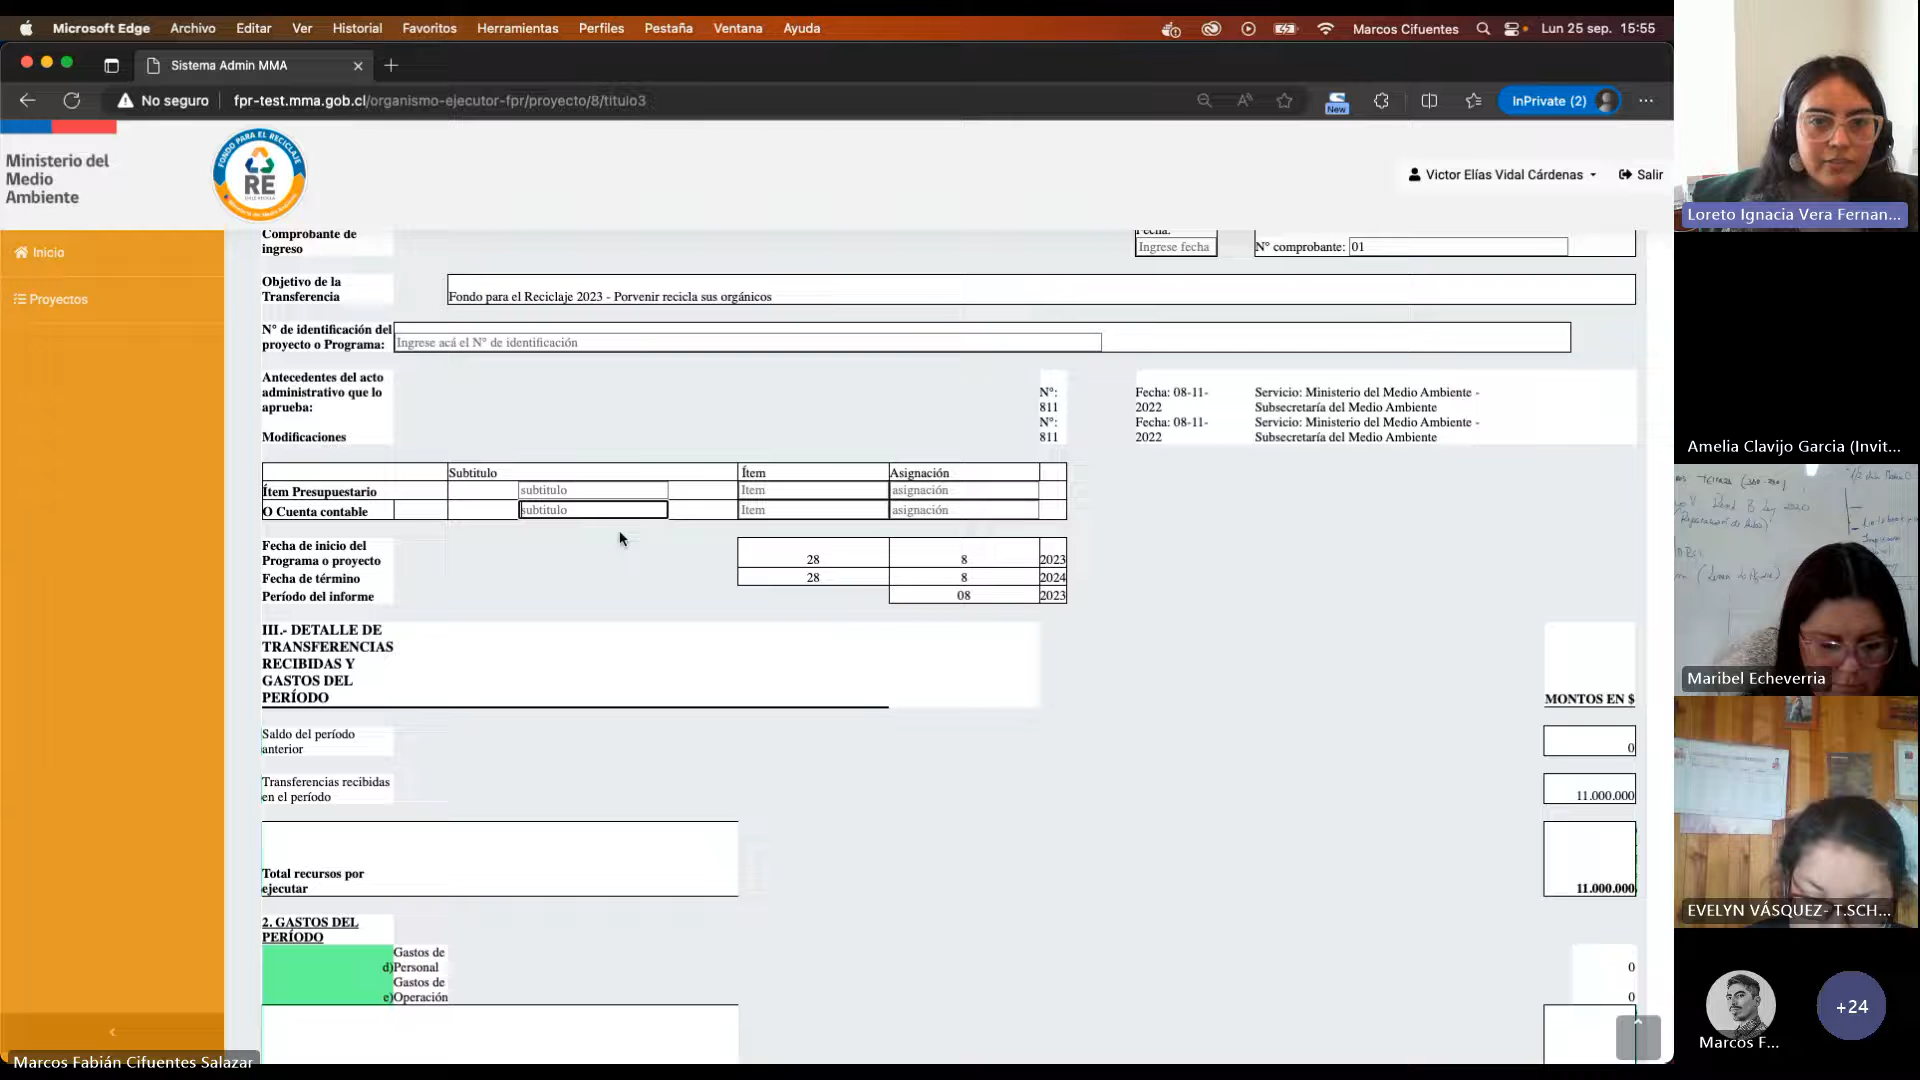 Microsoft Edge Archivo Editar Ver Historial Favoritos Herramientas Perfiles Pestaña Ventana Ayuda Marcos Cifuentes Lun 25 sep. 15:55
Sistema Admin MMA
No seguro fpr-test.mma.gob.cl/organismo-ejecutor-fpr/proyecto/8/titulo3 New InPrivate (2)
Ministerio del
Medio
Ambiente
FONDO PARA EL RECICLAJE
RE
Victor Elías Vidal Cárdenas Salir
Inicio
Proyectos
Comprobante de
ingreso
Fecha:
Ingrese fecha N° comprobante: 01
Objetivo de la
Transferencia
Fondo para el Reciclaje 2023 - Porvenir recicla sus orgánicos
N° de identificación del
proyecto o Programa: Ingrese acá el N° de identificación
Antecedentes del acto
administrativo que lo
aprueba:
N°: Fecha: 08-11- Servicio: Ministerio del Medio Ambiente -
811 2022 Subsecretaría del Medio Ambiente
N°: Fecha: 08-11- Servicio: Ministerio del Medio Ambiente -
Modificaciones 811 2022 Subsecretaría del Medio Ambiente
Subtitulo Ítem Asignación
Ítem Presupuestario subtitulo Item asignación
O Cuenta contable subtitulo Item asignación
Fecha de inicio del
Programa o proyecto 28 8 2023
Fecha de término 28 8 2024
Período del informe 08 2023
III.- DETALLE DE
TRANSFERENCIAS
RECIBIDAS Y
GASTOS DEL
PERÍODO MONTOS EN $
Saldo del período
anterior 0
Transferencias recibidas
en el período 11.000.000
Total recursos por
ejecutar 11.000.000
2. GASTOS DEL
PERÍODO
Gastos de
d)Personal 0
Gastos de
e)Operación 0
Marcos Fabián Cifuentes Salazar
Loreto Ignacia Vera Fernan...
Amelia Clavijo Garcia (Invit...
Maribel Echeverria
EVELYN VÁSQUEZ- T.SCH...
Marcos F...
+24